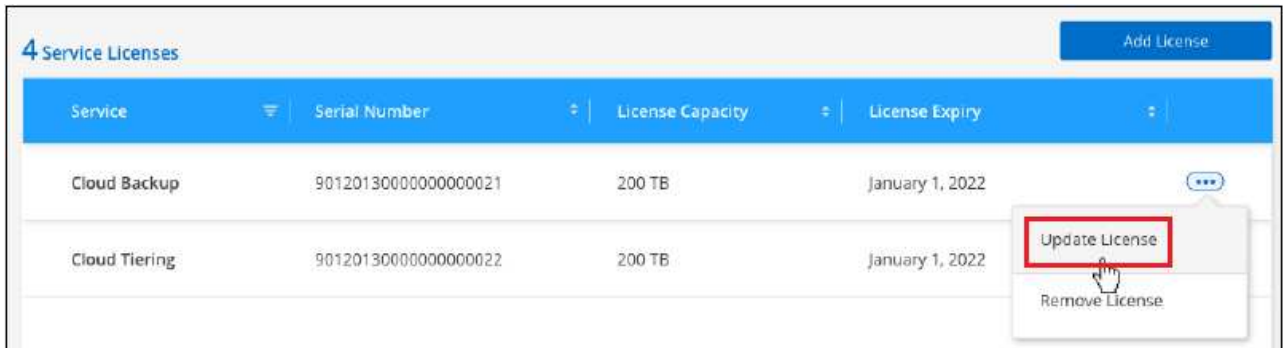 4 Service Licenses
Add License
Service Serial Number License Capacity License Expiry
Cloud Backup 90120130000000000021 200 TB January 1, 2022
Update License
Cloud Tiering 90120130000000000022 200 TB January 1, 2022
Remove License